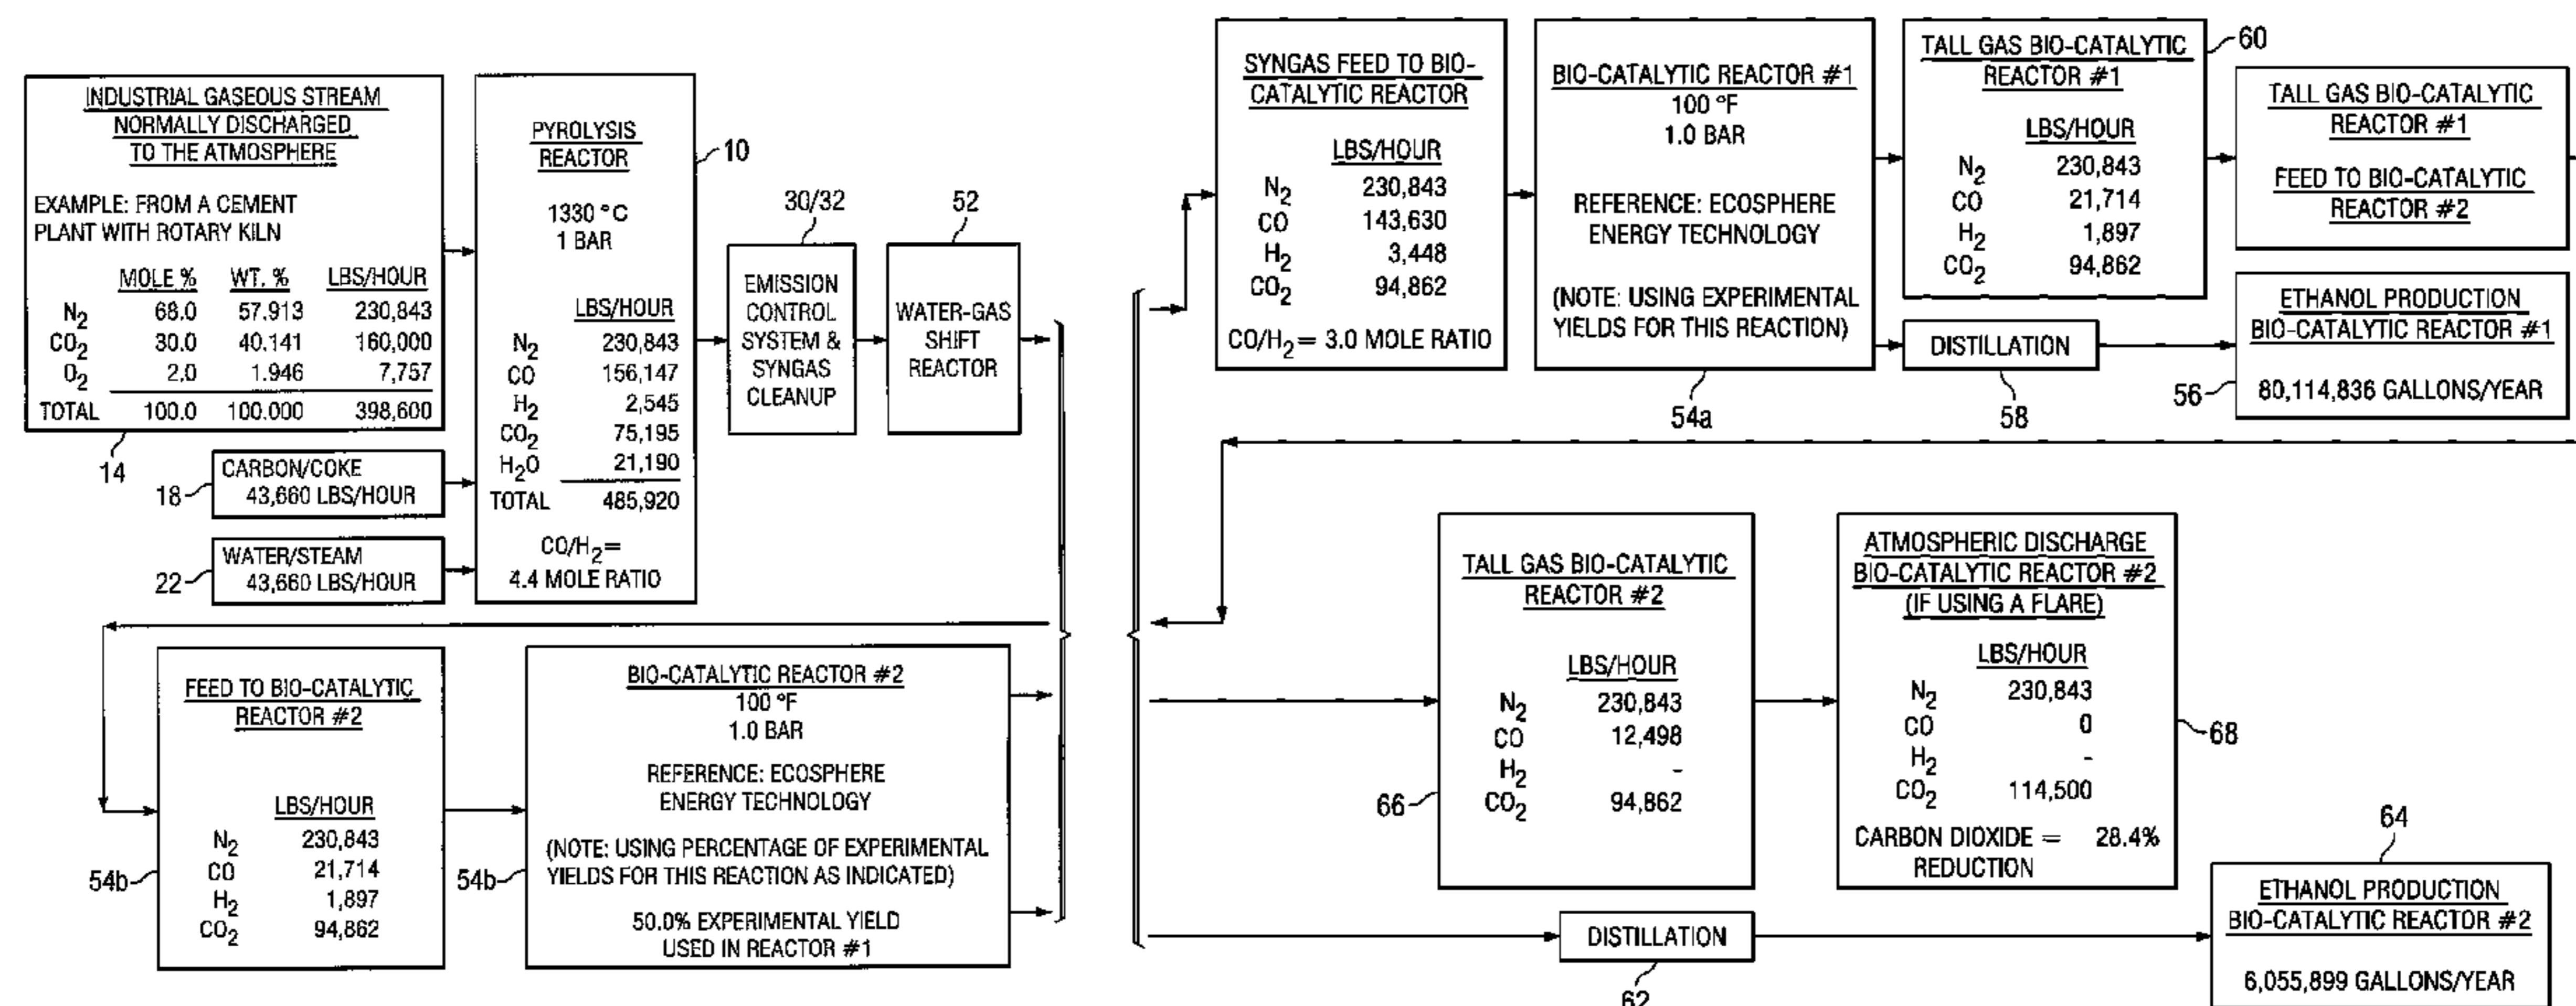 INDUSTRIAL GASEOUS STREAM
NORMALLY DISCHARGED
TO THE ATMOSPHERE
EXAMPLE: FROM A CEMENT
PLANT WITH ROTARY KILN
MOLE % WT. % LBS/HOUR
N2 68.0 57.913 230,843
CO2 30.0 40.141 160,000
O2 2.0 1.946 7,757
TOTAL 100.0 100.000 398,600
14
CARBON/COKE
43,660 LBS/HOUR
18
WATER/STEAM
43,660 LBS/HOUR
22
PYROLYSIS
REACTOR
1330 °C
1 BAR
LBS/HOUR
N2 230,843
CO 156,147
H2 2,545
CO2 75,195
H2O 21,190
TOTAL 485,920
CO/H2=
4.4 MOLE RATIO
10
30/32
EMISSION
CONTROL
SYSTEM &
SYNGAS
CLEANUP
52
WATER-GAS
SHIFT
REACTOR
SYNGAS FEED TO BIO-
CATALYTIC REACTOR
LBS/HOUR
N2 230,843
CO 143,630
H2 3,448
CO2 94,862
CO/H2= 3.0 MOLE RATIO
BIO-CATALYTIC REACTOR #1
100 °F
1.0 BAR
REFERENCE: ECOSPHERE
ENERGY TECHNOLOGY
(NOTE: USING EXPERIMENTAL
YIELDS FOR THIS REACTION)
54a
TALL GAS BIO-CATALYTIC
REACTOR #1
LBS/HOUR
N2 230,843
CO 21,714
H2 1,897
CO2 94,862
60
DISTILLATION
58
TALL GAS BIO-CATALYTIC
REACTOR #1
FEED TO BIO-CATALYTIC
REACTOR #2
ETHANOL PRODUCTION
BIO-CATALYTIC REACTOR #1
80,114,836 GALLONS/YEAR
56
FEED TO BIO-CATALYTIC
REACTOR #2
LBS/HOUR
N2 230,843
CO 21,714
H2 1,897
CO2 94,862
54b
BIO-CATALYTIC REACTOR #2
100 °F
1.0 BAR
REFERENCE: ECOSPHERE
ENERGY TECHNOLOGY
(NOTE: USING PERCENTAGE OF EXPERIMENTAL
YIELDS FOR THIS REACTION AS INDICATED)
50.0% EXPERIMENTAL YIELD
USED IN REACTOR #1
54b
TALL GAS BIO-CATALYTIC
REACTOR #2
LBS/HOUR
N2 230,843
CO 12,498
H2 -
CO2 94,862
66
ATMOSPHERIC DISCHARGE
BIO-CATALYTIC REACTOR #2
(IF USING A FLARE)
LBS/HOUR
N2 230,843
CO 0
H2 -
CO2 114,500
CARBON DIOXIDE = 28.4%
REDUCTION
68
DISTILLATION
62
64
ETHANOL PRODUCTION
BIO-CATALYTIC REACTOR #2
6,055,899 GALLONS/YEAR